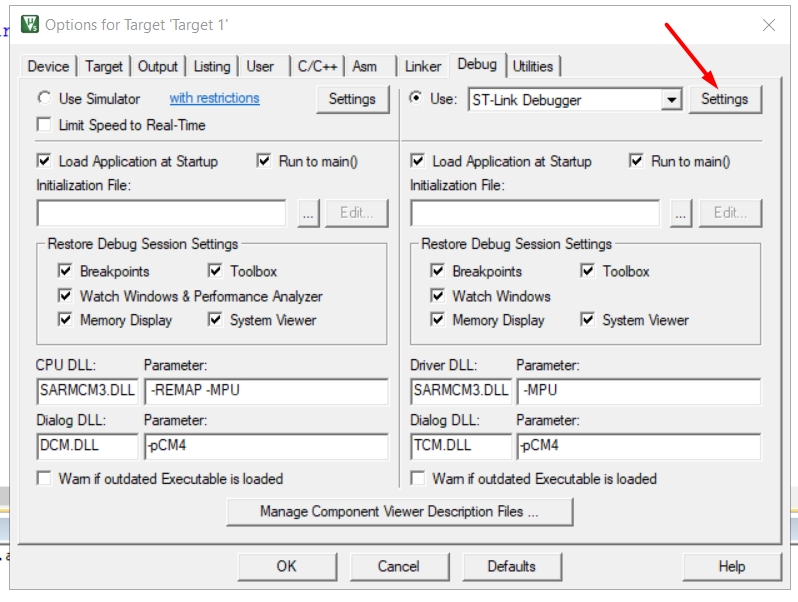 Options for Target 'Target 1'
Device Target Output Listing User C/C++ Asm Linker Debug Utilities
Use Simulator with restrictions Settings
Limit Speed to Real-Time
Load Application at Startup Run to main()
Initialization File:
... Edit...
Restore Debug Session Settings
Breakpoints Toolbox
Watch Windows & Performance Analyzer
Memory Display System Viewer
CPU DLL: Parameter:
SARMCM3.DLL -REMAP -MPU
Dialog DLL: Parameter:
DCM.DLL -pCM4
Warn if outdated Executable is loaded
Use: ST-Link Debugger Settings
Load Application at Startup Run to main()
Initialization File:
... Edit...
Restore Debug Session Settings
Breakpoints Toolbox
Watch Windows
Memory Display System Viewer
Driver DLL: Parameter:
SARMCM3.DLL -MPU
Dialog DLL: Parameter:
TCM.DLL -pCM4
Warn if outdated Executable is loaded
Manage Component Viewer Description Files ...
OK Cancel Defaults Help